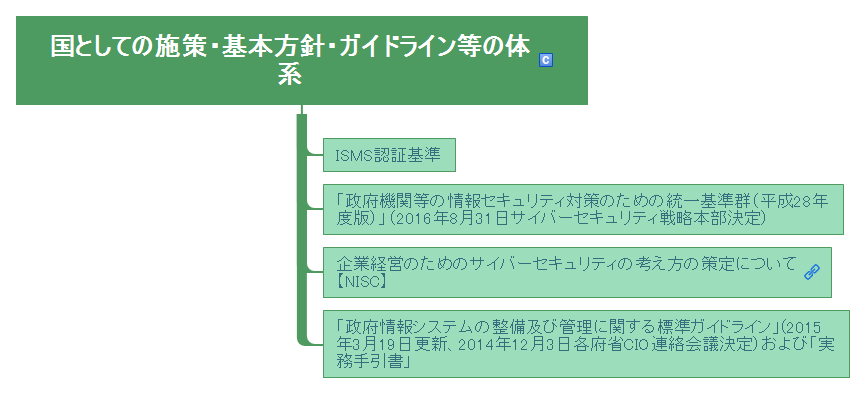 国としての施策・基本方針・ガイドライン等の体
系
C
ISMS認証基準
「政府機関等の情報セキュリティ対策のための統一基準群（平成28年
度版）」（2016年8月31日サイバーセキュリティ戦略本部決定）
企業経営のためのサイバーセキュリティの考え方の策定について
【NISC】
「政府情報システムの整備及び管理に関する標準ガイドライン」（2015
年3月19日更新、2014年12月3日各府省CIO連絡会議決定）および「実
務手引書」